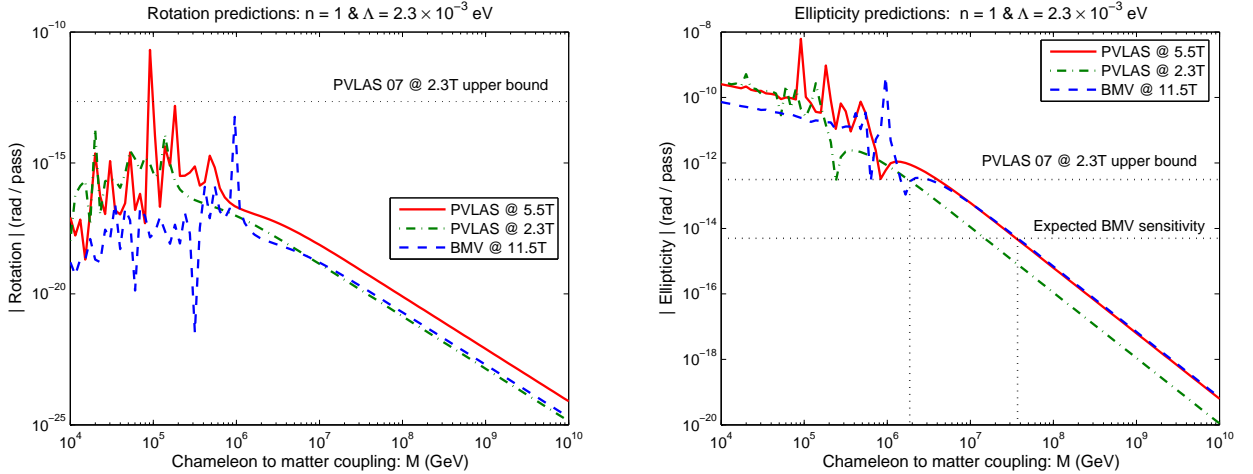 Rotation predictions: n = 1 & Λ = 2.3 × 10⁻³ eV
10⁻¹⁰
10⁻¹⁵
10⁻²⁰
10⁻²⁵
| Rotation | (rad / pass)
PVLAS 07 @ 2.3T upper bound
PVLAS @ 5.5T
PVLAS @ 2.3T
BMV @ 11.5T
10⁴ 10⁵ 10⁶ 10⁷ 10⁸ 10⁹ 10¹⁰
Chameleon to matter coupling: M (GeV)
Ellipticity predictions: n = 1 & Λ = 2.3 × 10⁻³ eV
10⁻⁸
10⁻¹⁰
10⁻¹²
10⁻¹⁴
10⁻¹⁶
10⁻¹⁸
10⁻²⁰
| Ellipticity | (rad / pass)
PVLAS @ 5.5T
PVLAS @ 2.3T
BMV @ 11.5T
PVLAS 07 @ 2.3T upper bound
Expected BMV sensitivity
10⁴ 10⁵ 10⁶ 10⁷ 10⁸ 10⁹ 10¹⁰
Chameleon to matter coupling: M (GeV)